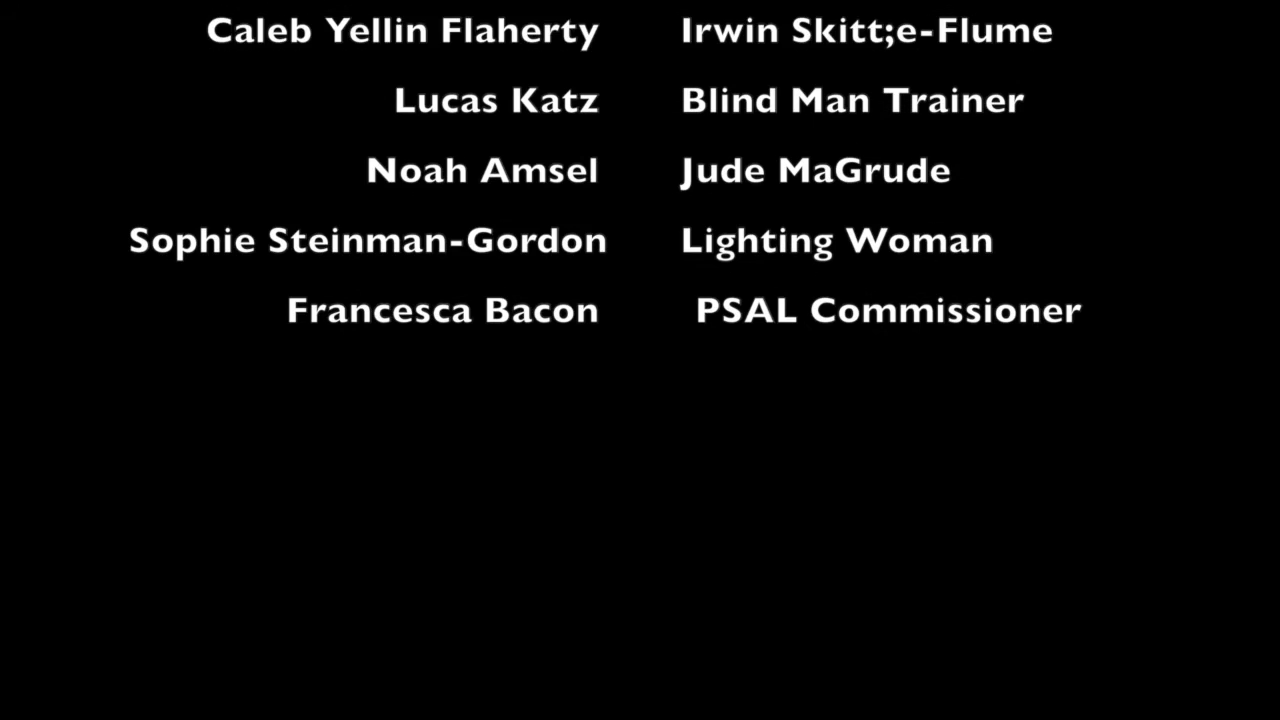 Caleb Yellin Flaherty Irwin Skitt;e-Flume
Lucas Katz Blind Man Trainer
Noah Amsel Jude MaGrude
Sophie Steinman-Gordon Lighting Woman
Francesca Bacon PSAL Commissioner